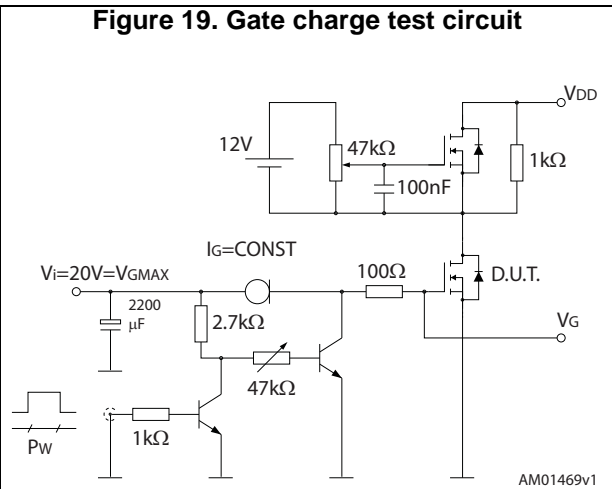 Figure 19. Gate charge test circuit
VDD
12V
47kΩ
1kΩ
100nF
IG=CONST
Vi=20V=VGMAX
100Ω
D.U.T.
2200
μF
2.7kΩ
VG
47kΩ
1kΩ
PW
AM01469v1